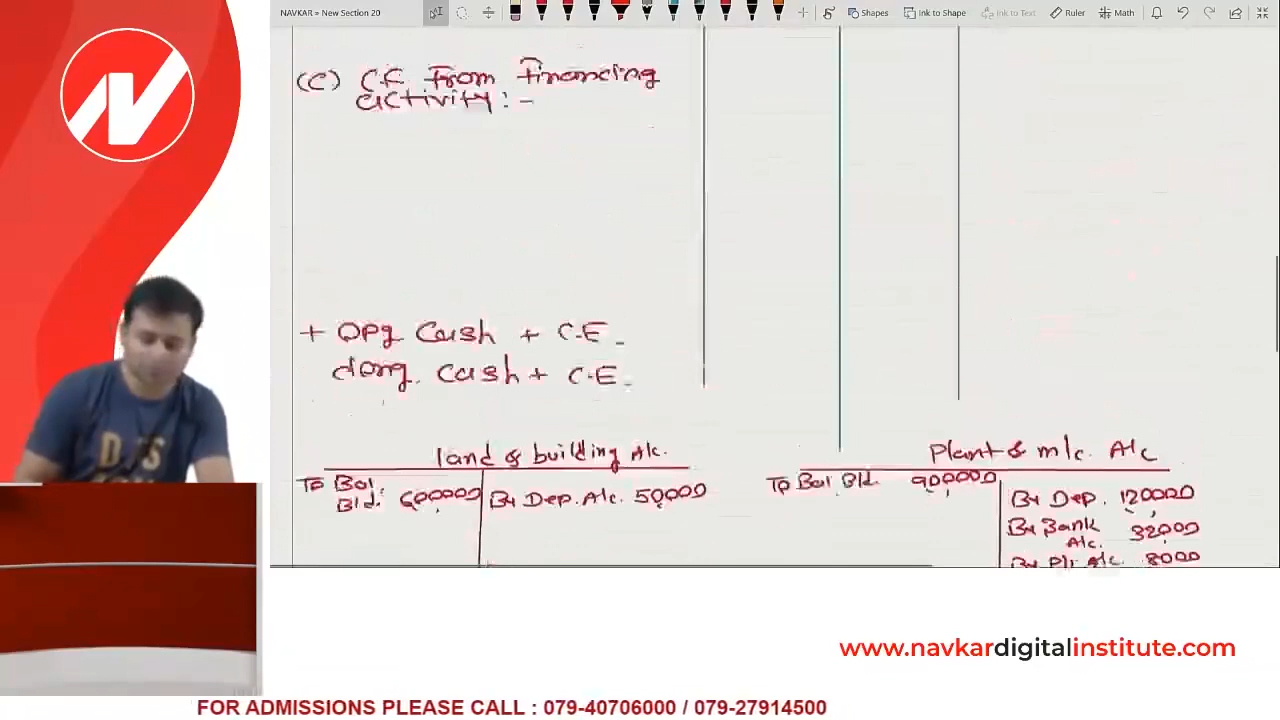 NAVKAR » New Section 20
Shapes
Ink to Shape
Ink to Text
Ruler
Math
(C) C.F. From Financing
activity : -
+ Opg Cash + C.E.
Clong. Cash + C.E.
land & building A/c.
To Bal.
Bld. 600000
By Dep. A/c. 50000
Plant & m/c. A/c
To Bal Bld. 900000
By Dep. 120000
By Bank 32000
A/c.
By P/L A/c. 8000
N
www.navkardigitalinstitute.com
FOR ADMISSIONS PLEASE CALL : 079-40706000 / 079-27914500